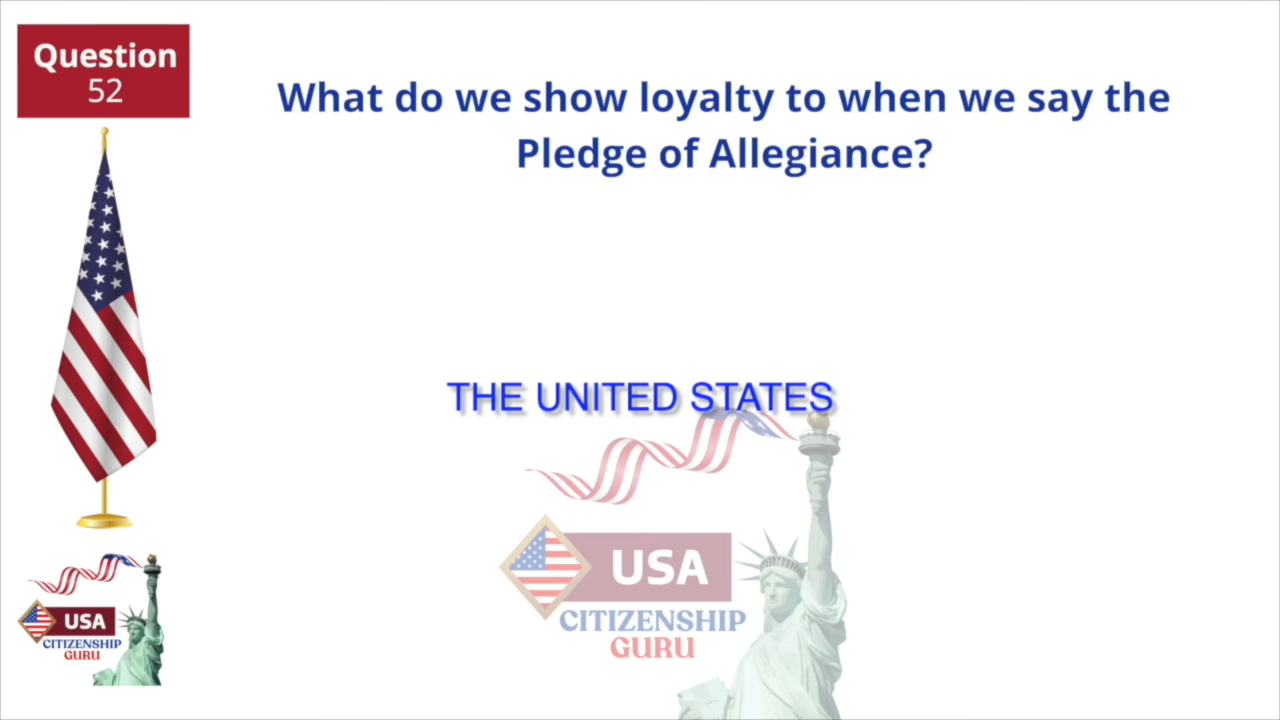 Question
52
What do we show loyalty to when we say the
Pledge of Allegiance?
THE UNITED STATES
USA
CITIZENSHIP
GURU
USA
CITIZENSHIP
GURU